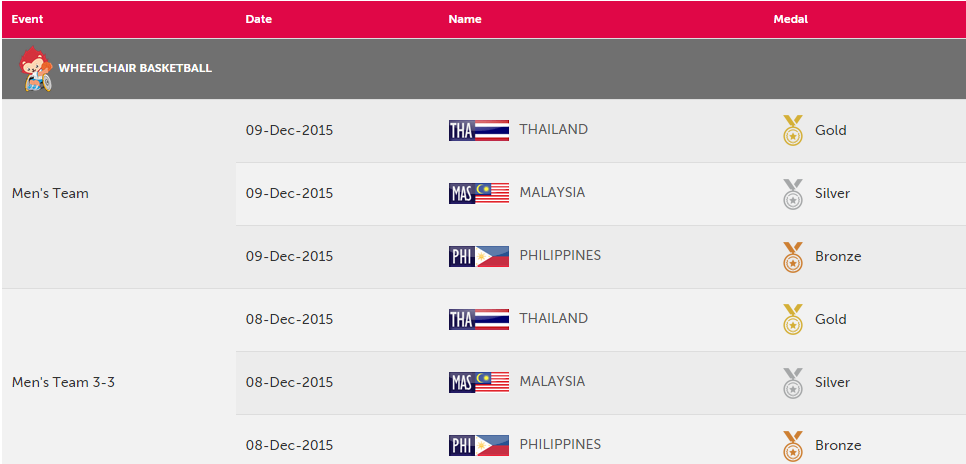 Event Date Name Medal
WHEELCHAIR BASKETBALL
09-Dec-2015 THA THAILAND Gold
Men's Team 09-Dec-2015 MAS MALAYSIA Silver
09-Dec-2015 PHI PHILIPPINES Bronze
08-Dec-2015 THA THAILAND Gold
Men's Team 3-3 08-Dec-2015 MAS MALAYSIA Silver
08-Dec-2015 PHI PHILIPPINES Bronze